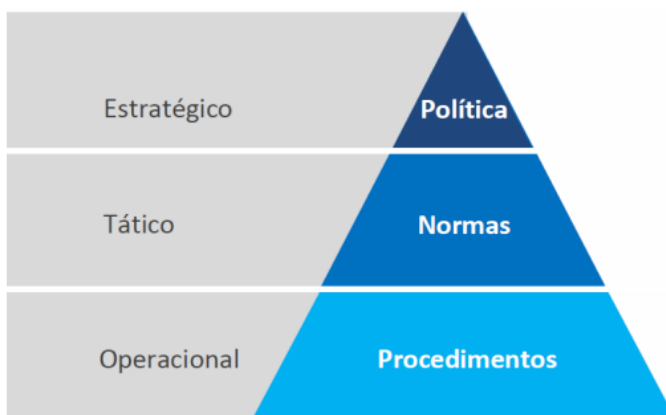 Estratégico Política
Tático Normas
Operacional Procedimentos